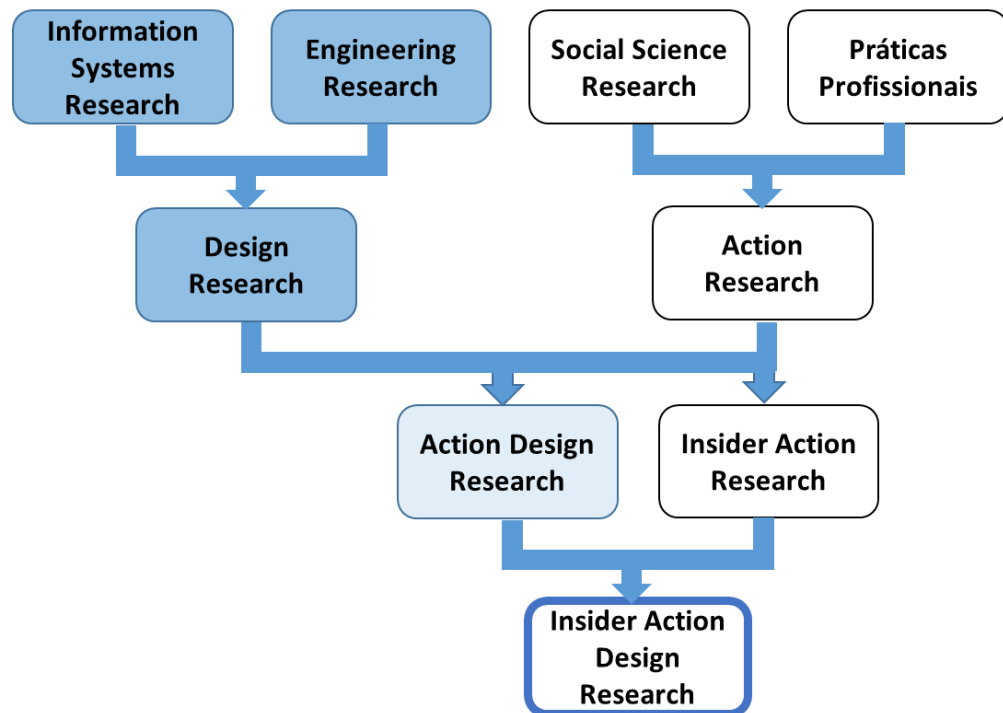 Information
Systems
Research
Engineering
Research
Social Science
Research
Práticas
Profissionais
Design
Research
Action
Research
Action Design
Research
Insider Action
Research
Insider Action
Design
Research